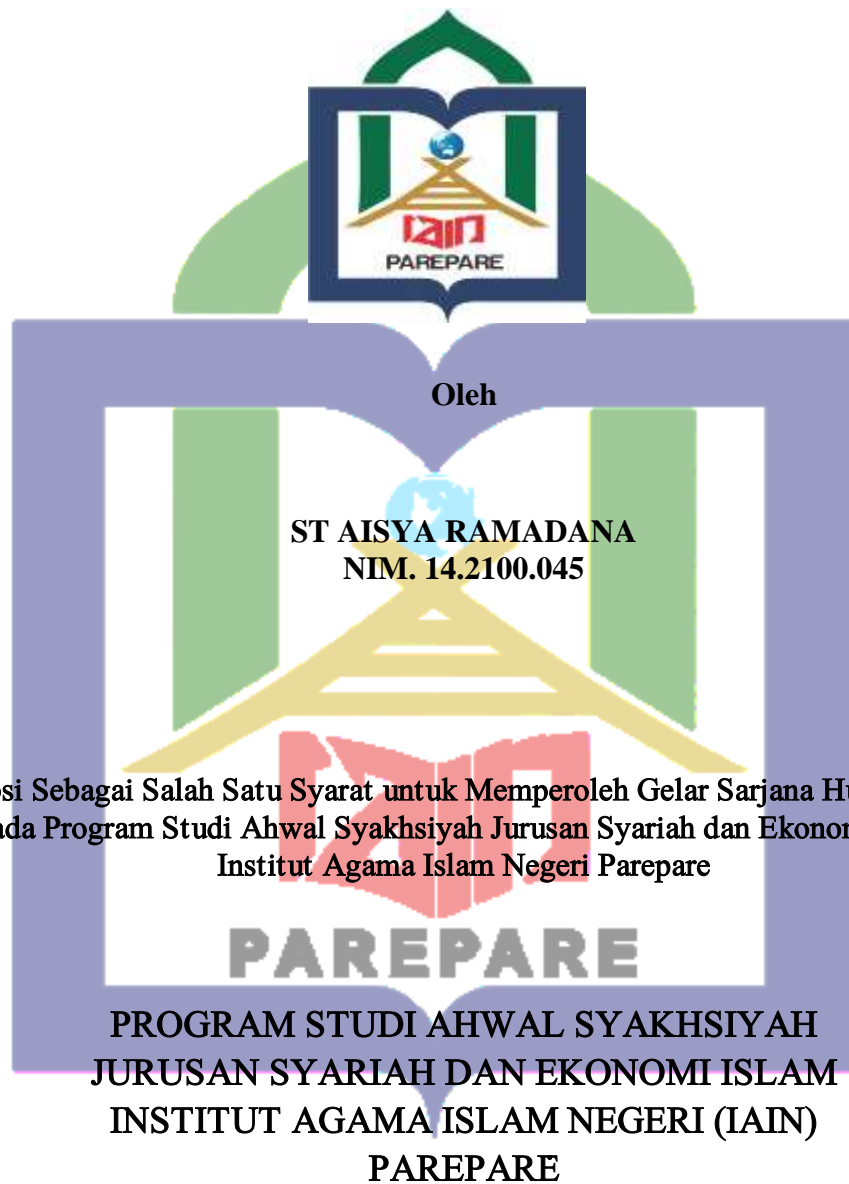 IAIN
PAREPARE
Oleh
ST AISYA RAMADANA
NIM. 14.2100.045
Sebagai Salah Satu Syarat untuk Memperoleh Gelar Sarjana
Program Studi Ahwal Syakhsiyah Jurusan Syariah dan
Institut Agama Islam Negeri Parepare
IAIN
PAREPARE
PROGRAM STUDI AHWAL SYAKHSIYAH
JURUSAN SYARIAH DAN EKONOMI ISLAM
INSTITUT AGAMA ISLAM NEGERI (IAIN)
PAREPARE